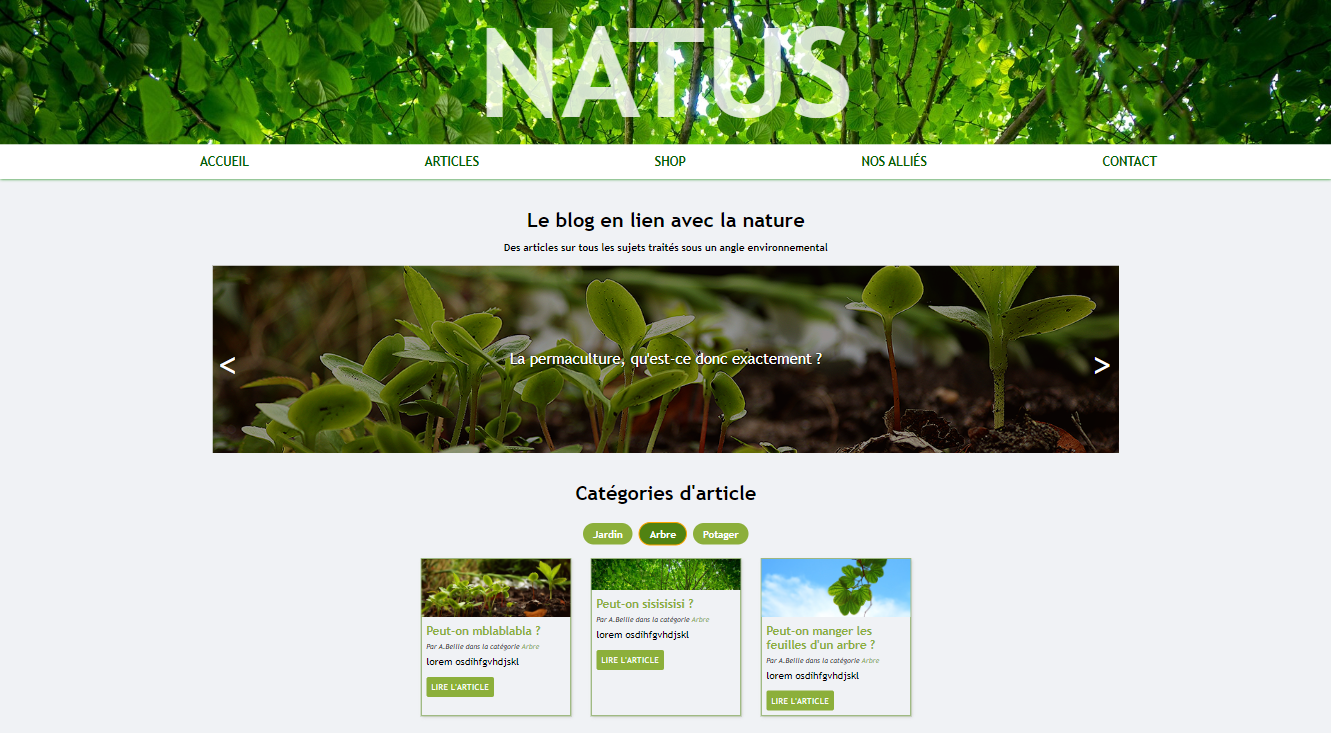 NATUS
ACCUEIL ARTICLES SHOP NOS ALLIÉS CONTACT
Le blog en lien avec la nature
Des articles sur tous les sujets traités sous un angle environnemental
< La permaculture, qu'est-ce donc exactement ? >
Catégories d'article
Jardin Arbre Potager
Peut-on mblablabla ?
Par A.Beille dans la catégorie Arbre
lorem osdihfgvhdjskl
LIRE L'ARTICLE
Peut-on sisisisisi ?
Par A.Beille dans la catégorie Arbre
lorem osdihfgvhdjskl
LIRE L'ARTICLE
Peut-on manger les
feuilles d'un arbre ?
Par A.Beille dans la catégorie Arbre
lorem osdihfgvhdjskl
LIRE L'ARTICLE